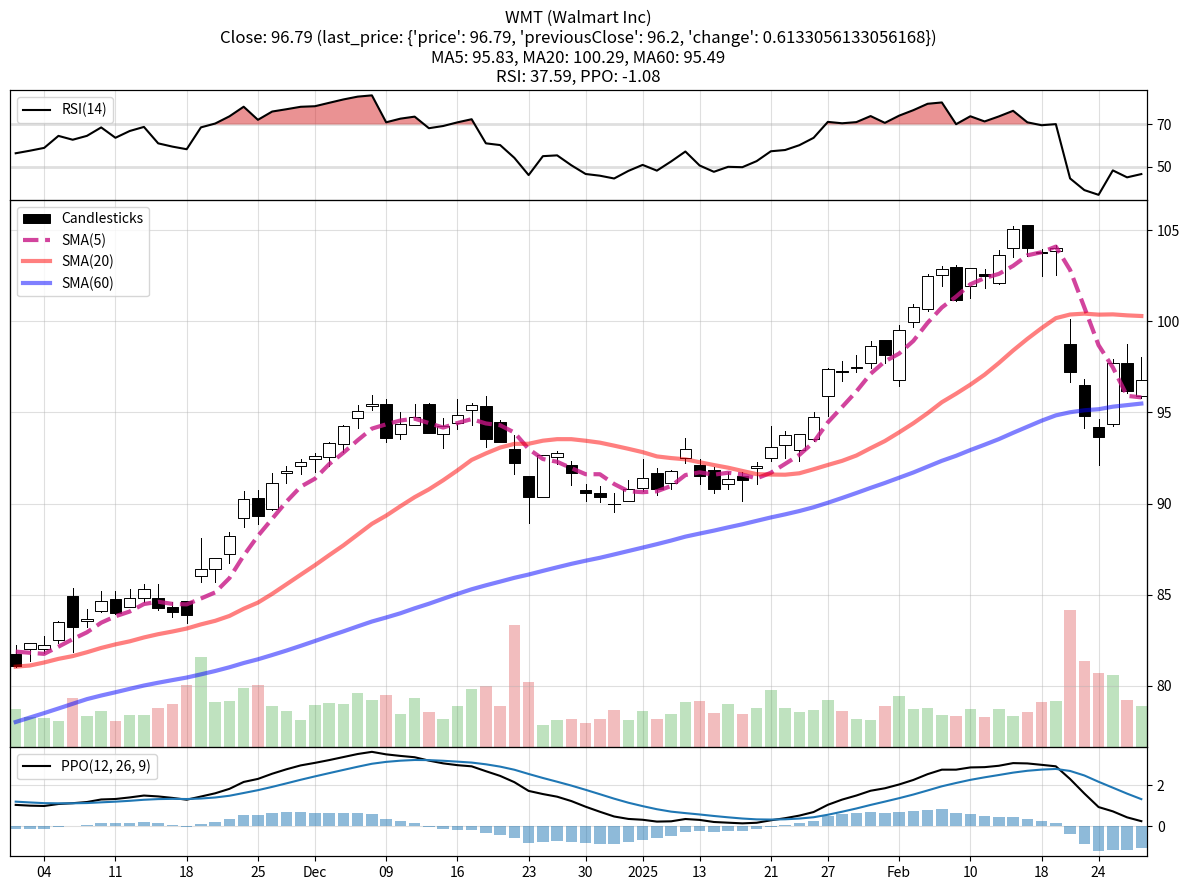 WMT (Walmart Inc)
Close: 96.79 (last_price: {'price': 96.79, 'previousClose': 96.2, 'change': 0.6133056133056168})
MA5: 95.83, MA20: 100.29, MA60: 95.49
RSI: 37.59, PPO: -1.08
RSI(14)
70
50
Candlesticks
SMA(5)
SMA(20)
SMA(60)
105
100
95
90
85
80
PPO(12, 26, 9)
2
0
04 11 18 25 Dec 09 16 23 30 2025 13 21 27 Feb 10 18 24